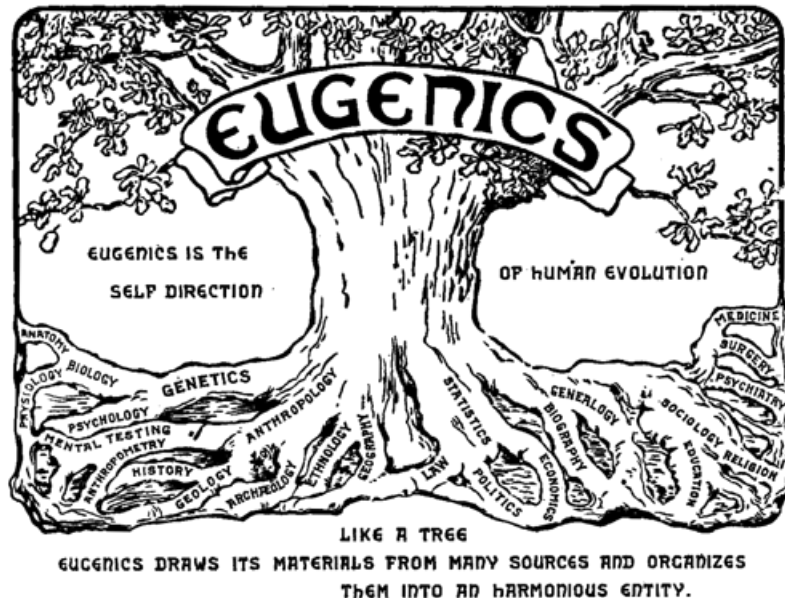 EUGENICS
EUGENICS IS THE
SELF DIRECTION
OF HUMAN EVOLUTION
ANATOMY
BIOLOGY
PHYSIOLOGY
GENETICS
PSYCHOLOGY
MENTAL TESTING
ANTHROPOMETRY
HISTORY
GEOLOGY
ANTHROPOLOGY
ARCHÆOLOGY
ETHNOLOGY
GEOGRAPHY
LAW
STATISTICS
POLITICS
ECONOMICS
BIOGRAPHY
GENEALOGY
EDUCATION
SOCIOLOGY
RELIGION
PSYCHIATRY
SURGERY
MEDICINE
LIKE A TREE
EUGENICS DRAWS ITS MATERIALS FROM MANY SOURCES AND ORGANIZES
THEM INTO AN HARMONIOUS ENTITY.